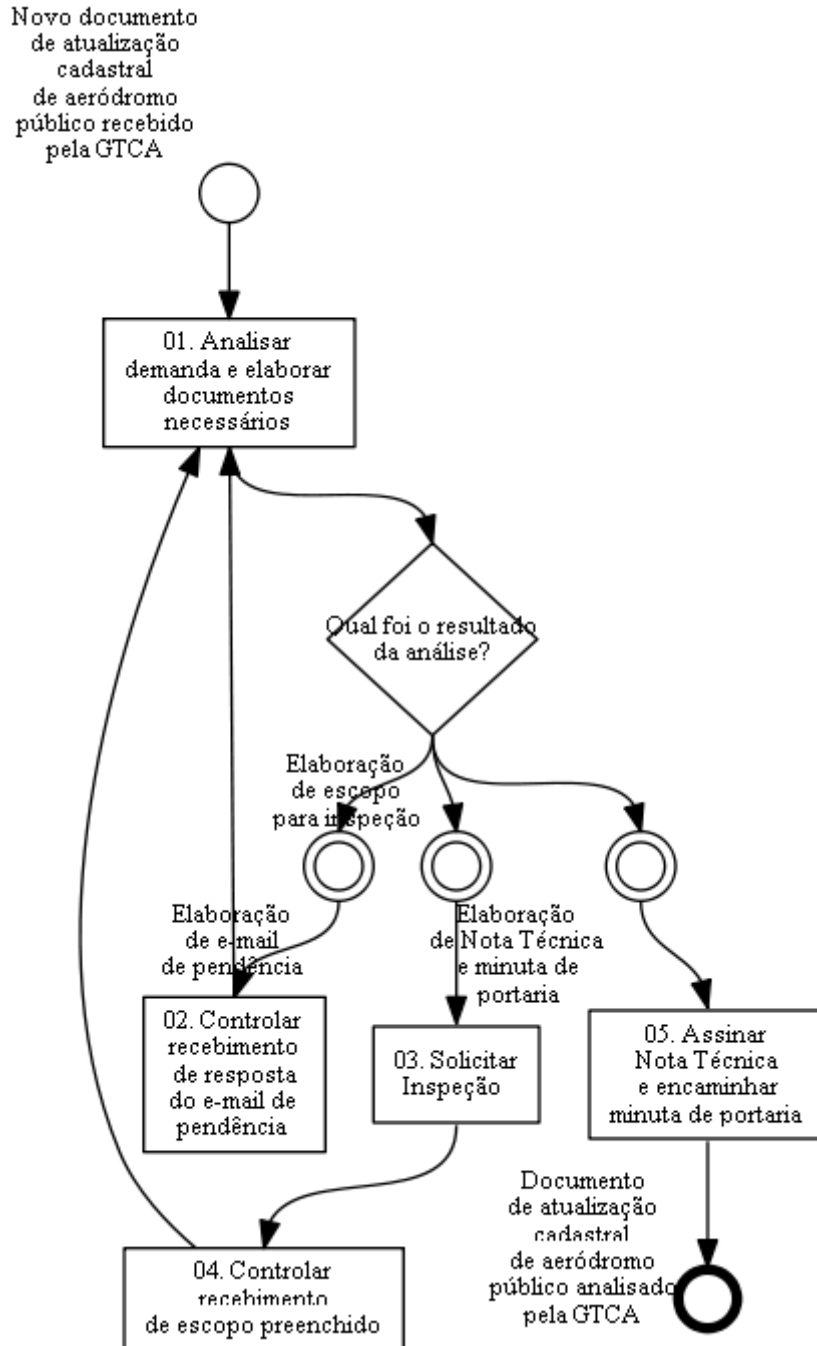 Novo documento
de atualização
cadastral
de aeródromo
público recebido
pela GTCA
01. Analisar
demanda e elaborar
documentos
necessários
Qual foi o resultado
da análise?
Elaboração
de escopo
para inspeção
Elaboração
de e-mail
de pendência
Elaboração
de Nota Técnica
e minuta de
portaria
02. Controlar
recebimento
de resposta
do e-mail de
pendência
03. Solicitar
Inspeção
05. Assinar
Nota Técnica
e encaminhar
minuta de portaria
Documento
de atualização
cadastral
de aeródromo
público analisado
pela GTCA
04. Controlar
recebimento
de escopo preenchido